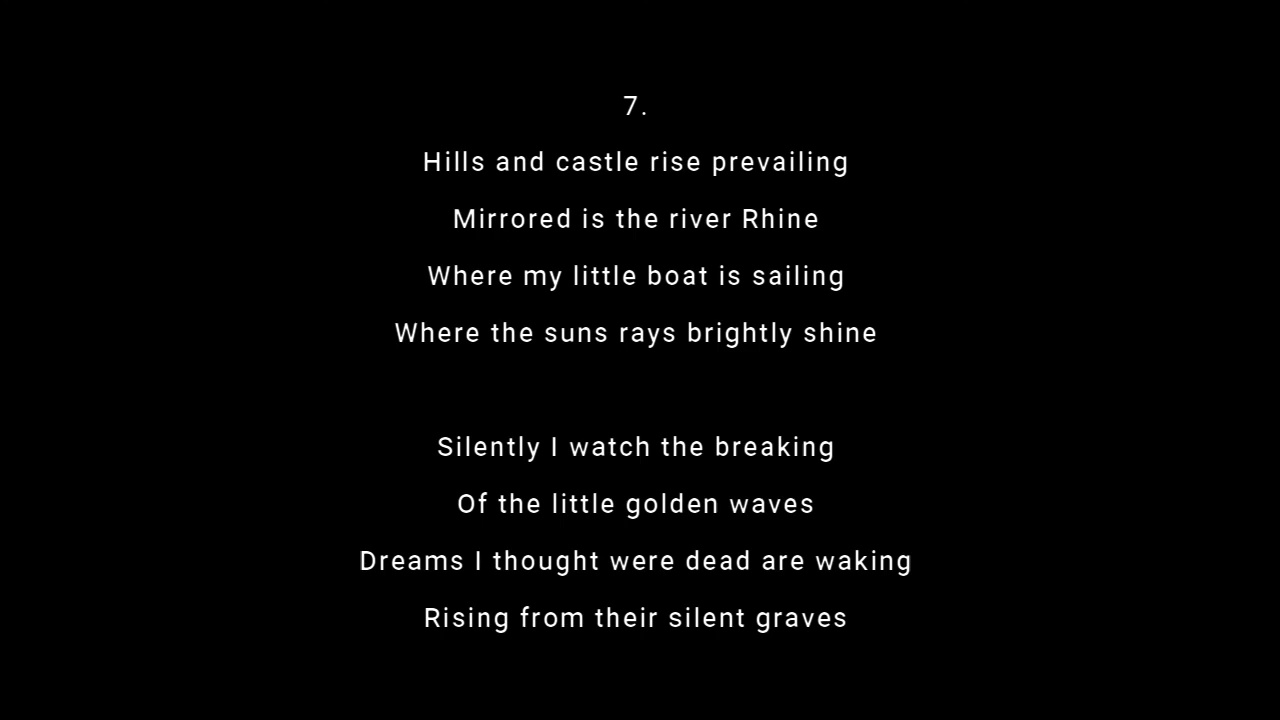 7.
Hills and castle rise prevailing
Mirrored is the river Rhine
Where my little boat is sailing
Where the suns rays brightly shine
Silently I watch the breaking
Of the little golden waves
Dreams I thought were dead are waking
Rising from their silent graves